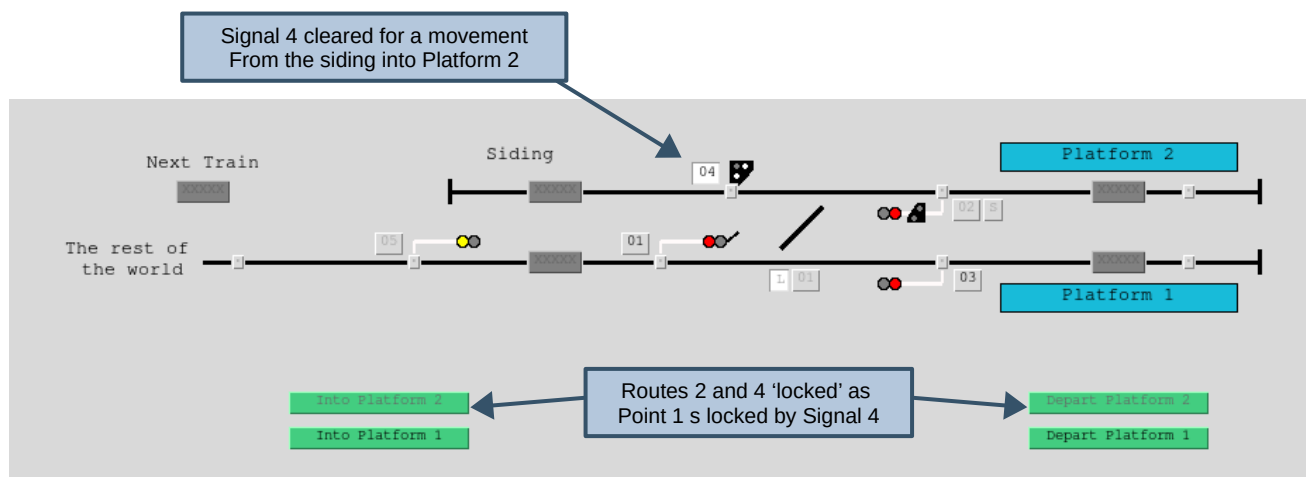 Signal 4 cleared for a movement
From the siding into Platform 2
Next Train
XXXXX
Siding
XXXXX
04
Platform 2
XXXXX
02 S
The rest of
the world
05
XXXXX
01
L 01
03
XXXXX
Platform 1
Into Platform 2
Into Platform 1
Routes 2 and 4 ‘locked’ as
Point 1 s locked by Signal 4
Depart Platform 2
Depart Platform 1